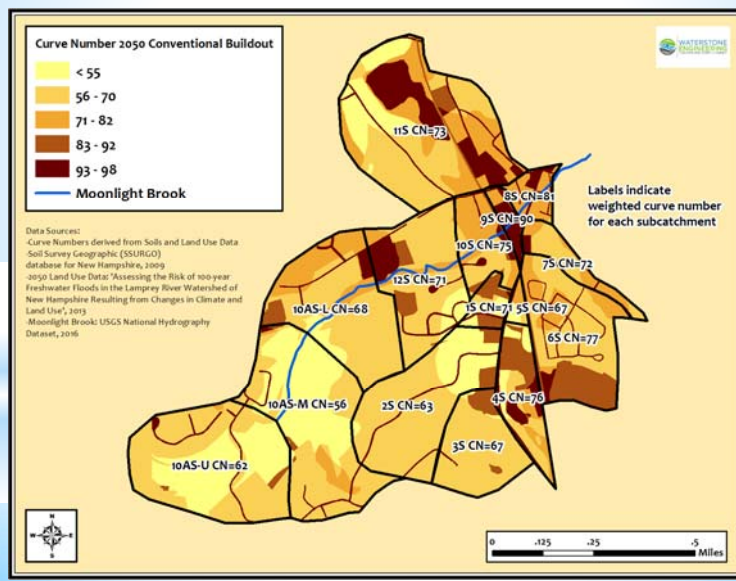 Curve Number 2050 Conventional Buildout
< 55
56 - 70
71 - 82
83 - 92
93 - 98
Moonlight Brook
Data Sources:
-Curve Numbers derived from Soils and Land Use Data
-Soil Survey Geographic (SSURGO)
database for New Hampshire, 2009
-2050 Land Use Data: 'Assessing the Risk of 100-year
Freshwater Floods in the Lamprey River Watershed of
New Hampshire Resulting from Changes in Climate and
Land Use', 2013
-Moonlight Brook: USGS National Hydrography
Dataset, 2016
WATERSTONE
ENGINEERING
Labels indicate
weighted curve number
for each subcatchment
11S CN=73
8S CN=81
9S CN=90
10S CN=75
7S CN=72
12S CN=71
10AS-L CN=68
1S CN=71
5S CN=67
6S CN=77
10AS-M CN=56
2S CN=63
4S CN=76
3S CN=67
10AS-U CN=62
N
W E
S
0 .125 .25 .5
Miles